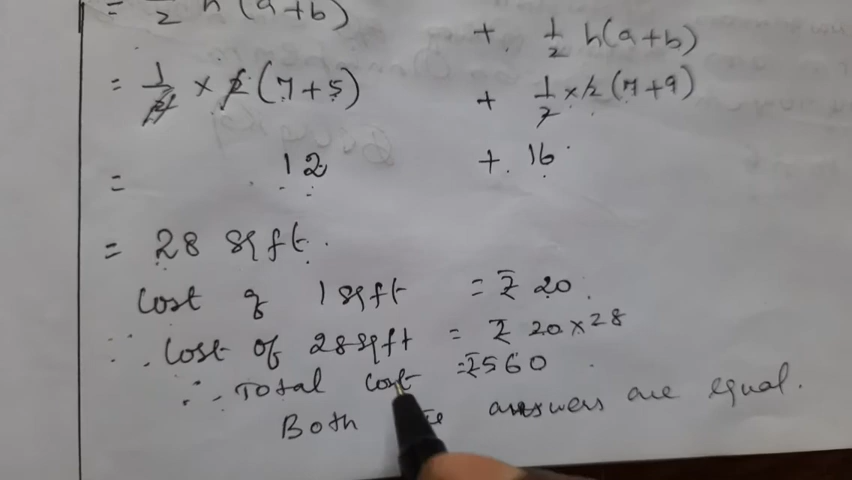 = 1/2 h (a+b) +. 1/2 h(a+b)
= 1/2 × 2 (7+5) + 1/2 × 2 (7+9)
= 12 +. 16
= 28 sqft.
Cost of 1 sqft = ₹ 20.
∴ Cost of 28 sqft = ₹ 20×28
∴ Total cost = ₹560
Both answers are equal.